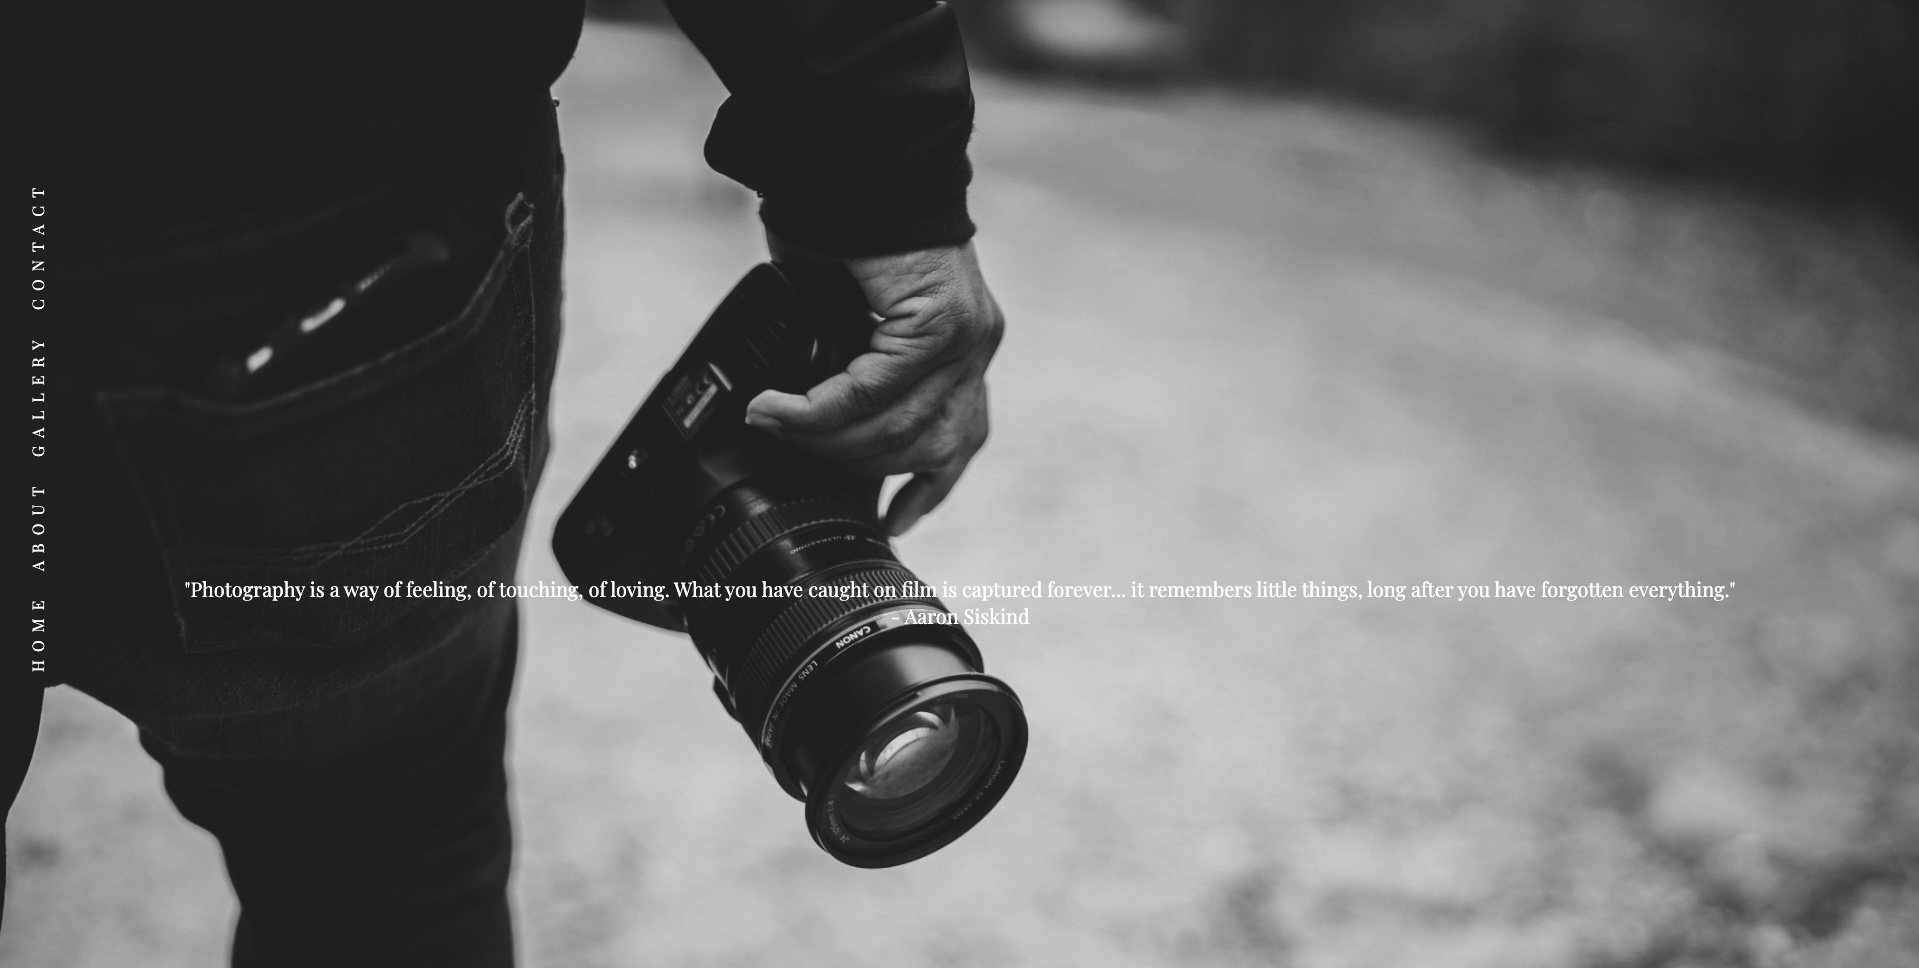 HOME ABOUT GALLERY CONTACT
"Photography is a way of feeling, of touching, of loving. What you have caught on film is captured forever... it remembers little things, long after you have forgotten everything."
- Aaron Siskind
ULTRASONIC
CANON
LENS MADE IN JAPAN